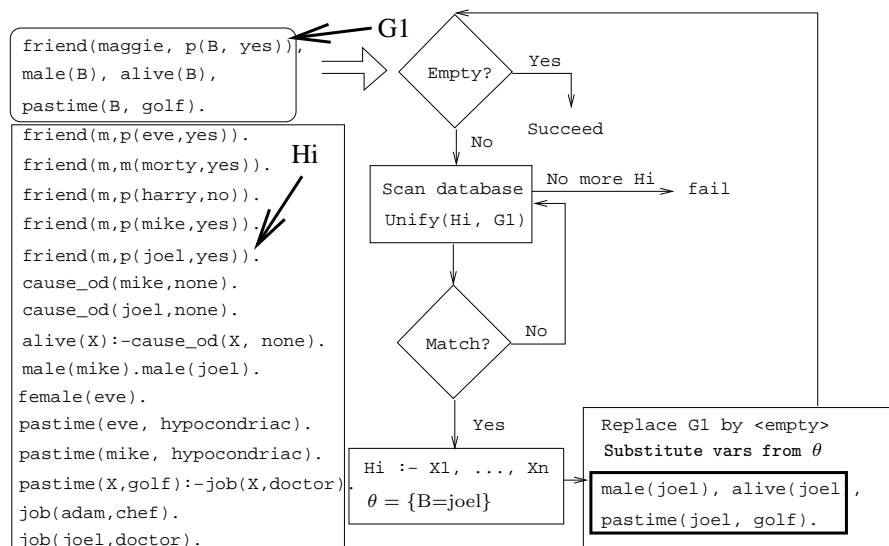 G1
friend(maggie, p(B, yes)),
male(B), alive(B),
pastime(B, golf).
friend(m,p(eve,yes)).
friend(m,m(morty,yes)).
Hi
friend(m,p(harry,no)).
friend(m,p(mike,yes)).
friend(m,p(joel,yes)).
cause_od(mike,none).
cause_od(joel,none).
alive(X):-cause_od(X, none).
male(mike).male(joel).
female(eve).
pastime(eve, hypocondriac).
pastime(mike, hypocondriac).
pastime(X,golf):-job(X,doctor).
job(adam,chef).
job(joel,doctor).
Empty?
Yes
Succeed
No
Scan database
Unify(Hi, G1)
No more Hi
fail
Match?
No
Yes
Hi :- X1, ..., Xn
θ = {B=joel}
Replace G1 by <empty>
Substitute vars from θ
male(joel), alive(joel),
pastime(joel, golf).